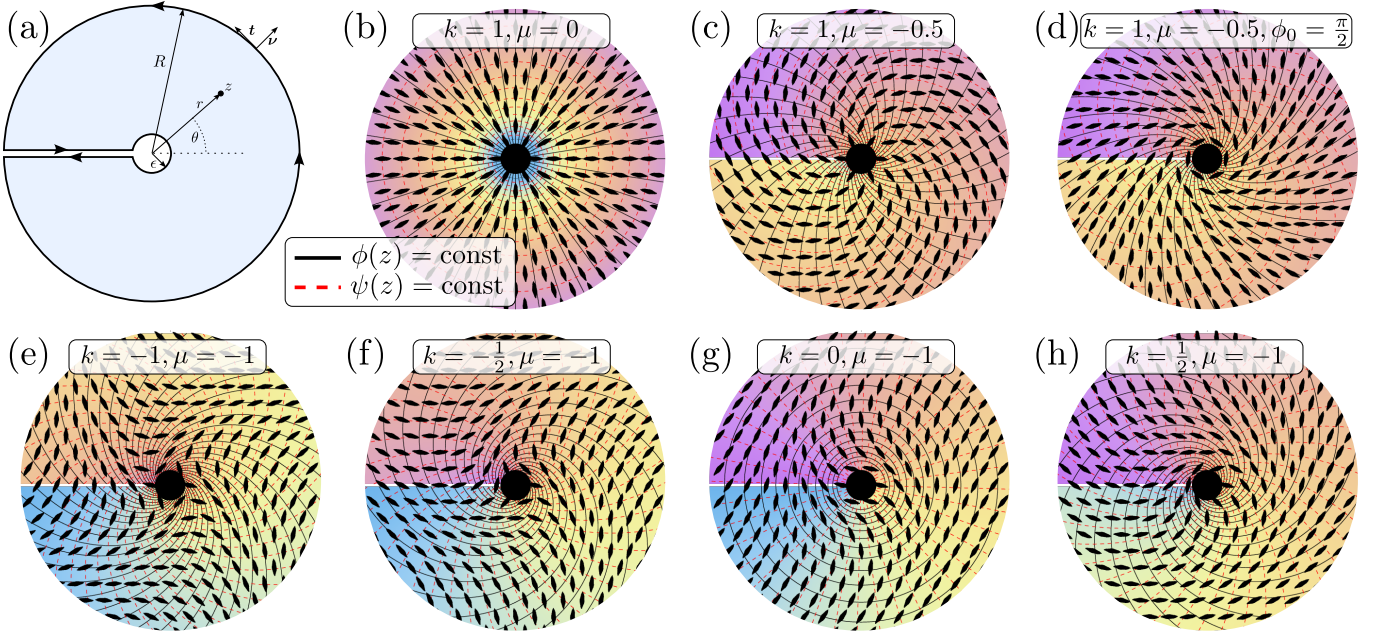 (a)
t
ν
R
z
r
θ
ϵ
(b)
k = 1, μ = 0
(c)
k = 1, μ = −0.5
(d)
k = 1, μ = −0.5, ϕ₀ = π/2
ϕ(z) = const
ψ(z) = const
(e)
k = −1, μ = −1
(f)
k = −1/2, μ = −1
(g)
k = 0, μ = −1
(h)
k = 1/2, μ = −1